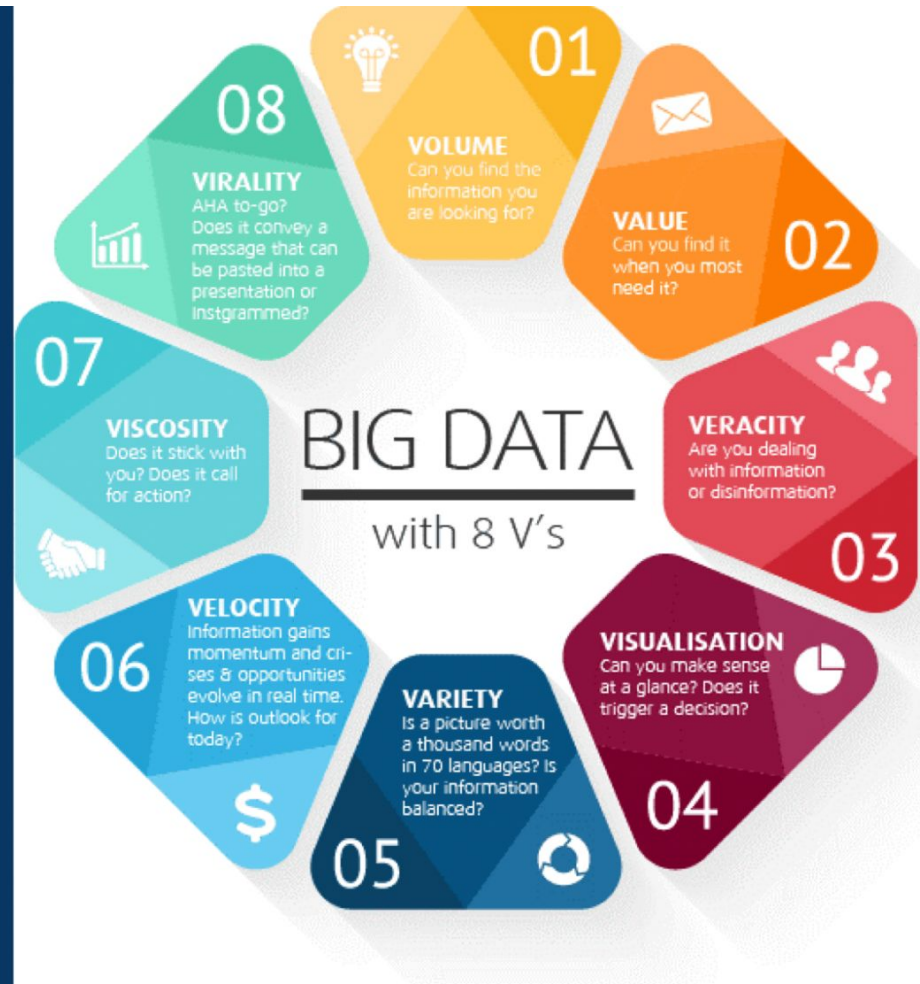 BIG DATA
with 8 V's
01
VOLUME
Can you find the
information you
are looking for?
02
VALUE
Can you find it
when you most
need it?
03
VERACITY
Are you dealing
with information
or disinformation?
04
VISUALISATION
Can you make sense
at a glance? Does it
trigger a decision?
05
VARIETY
Is a picture worth
a thousand words
in 70 languages? Is
your information
balanced?
06
VELOCITY
Information gains
momentum and cri-
ses & opportunities
evolve in real time.
How is outlook for
today?
07
VISCOSITY
Does it stick with
you? Does it call
for action?
08
VIRALITY
AHA to-go?
Does it convey a
message that can
be pasted into a
presentation or
Instgrammed?
$